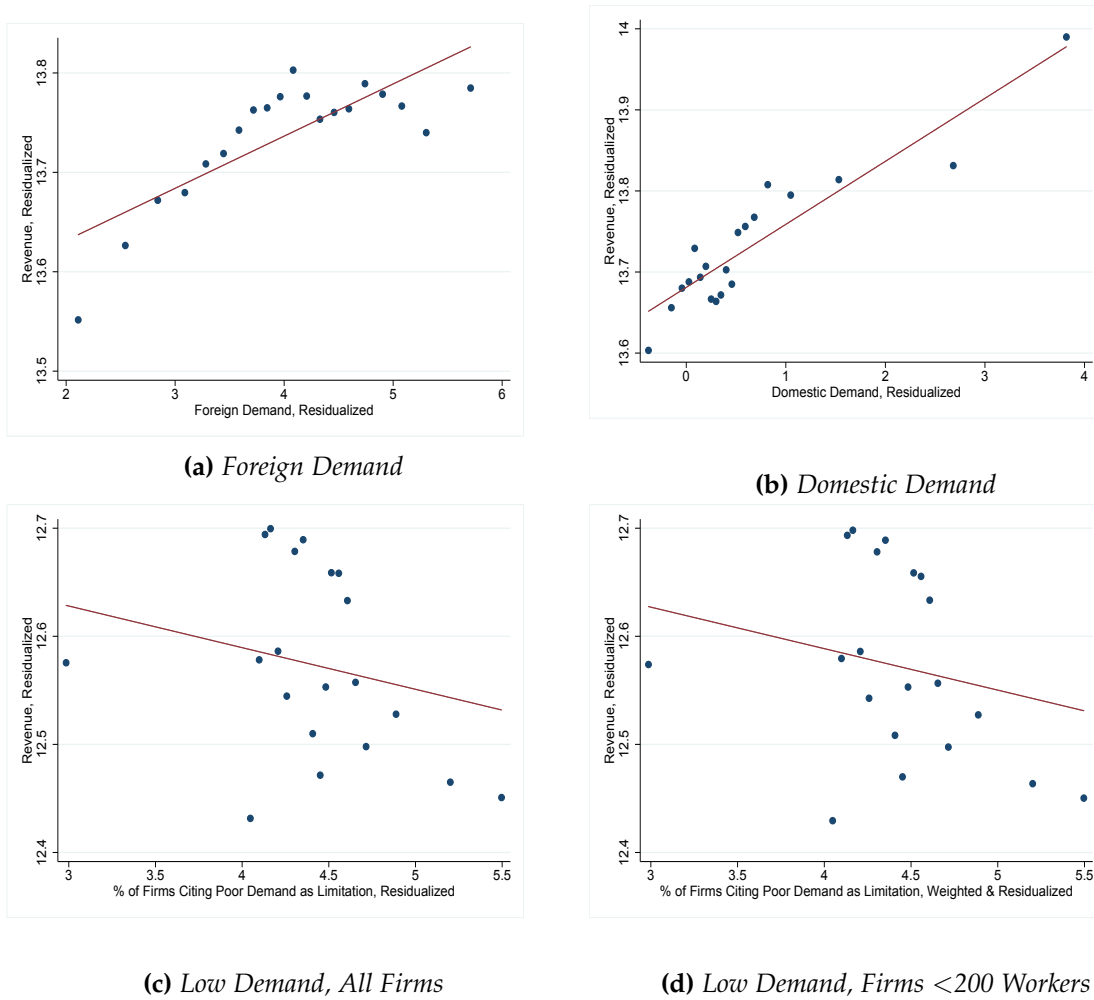 13.8
13.7
13.6
13.5
Revenue, Residualized
2 3 4 5 6
Foreign Demand, Residualized
(a) Foreign Demand
14
13.9
13.8
13.7
13.6
Revenue, Residualized
0 1 2 3 4
Domestic Demand, Residualized
(b) Domestic Demand
12.7
12.6
12.5
12.4
Revenue, Residualized
3 3.5 4 4.5 5 5.5
% of Firms Citing Poor Demand as Limitation, Residualized
(c) Low Demand, All Firms
12.7
12.6
12.5
12.4
Revenue, Residualized
3 3.5 4 4.5 5 5.5
% of Firms Citing Poor Demand as Limitation, Weighted & Residualized
(d) Low Demand, Firms <200 Workers